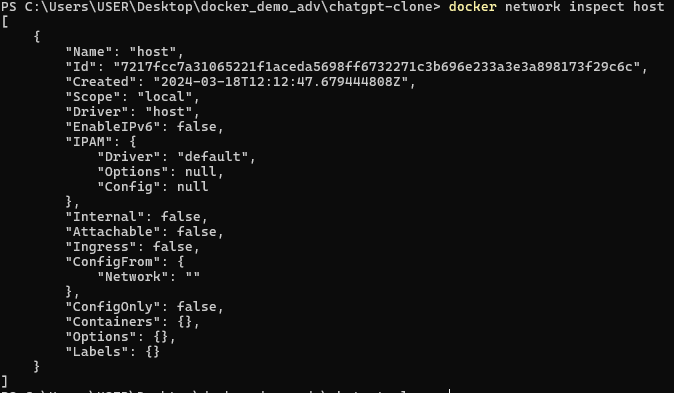 PS C:\Users\USER\Desktop\docker_demo_adv\chatgpt-clone> docker network inspect host
[
    {
        "Name": "host",
        "Id": "7217fcc7a31065221f1aceda5698ff6732271c3b696e233a3e3a898173f29c6c",
        "Created": "2024-03-18T12:12:47.679444808Z",
        "Scope": "local",
        "Driver": "host",
        "EnableIPv6": false,
        "IPAM": {
            "Driver": "default",
            "Options": null,
            "Config": null
        },
        "Internal": false,
        "Attachable": false,
        "Ingress": false,
        "ConfigFrom": {
            "Network": ""
        },
        "ConfigOnly": false,
        "Containers": {},
        "Options": {},
        "Labels": {}
    }
]